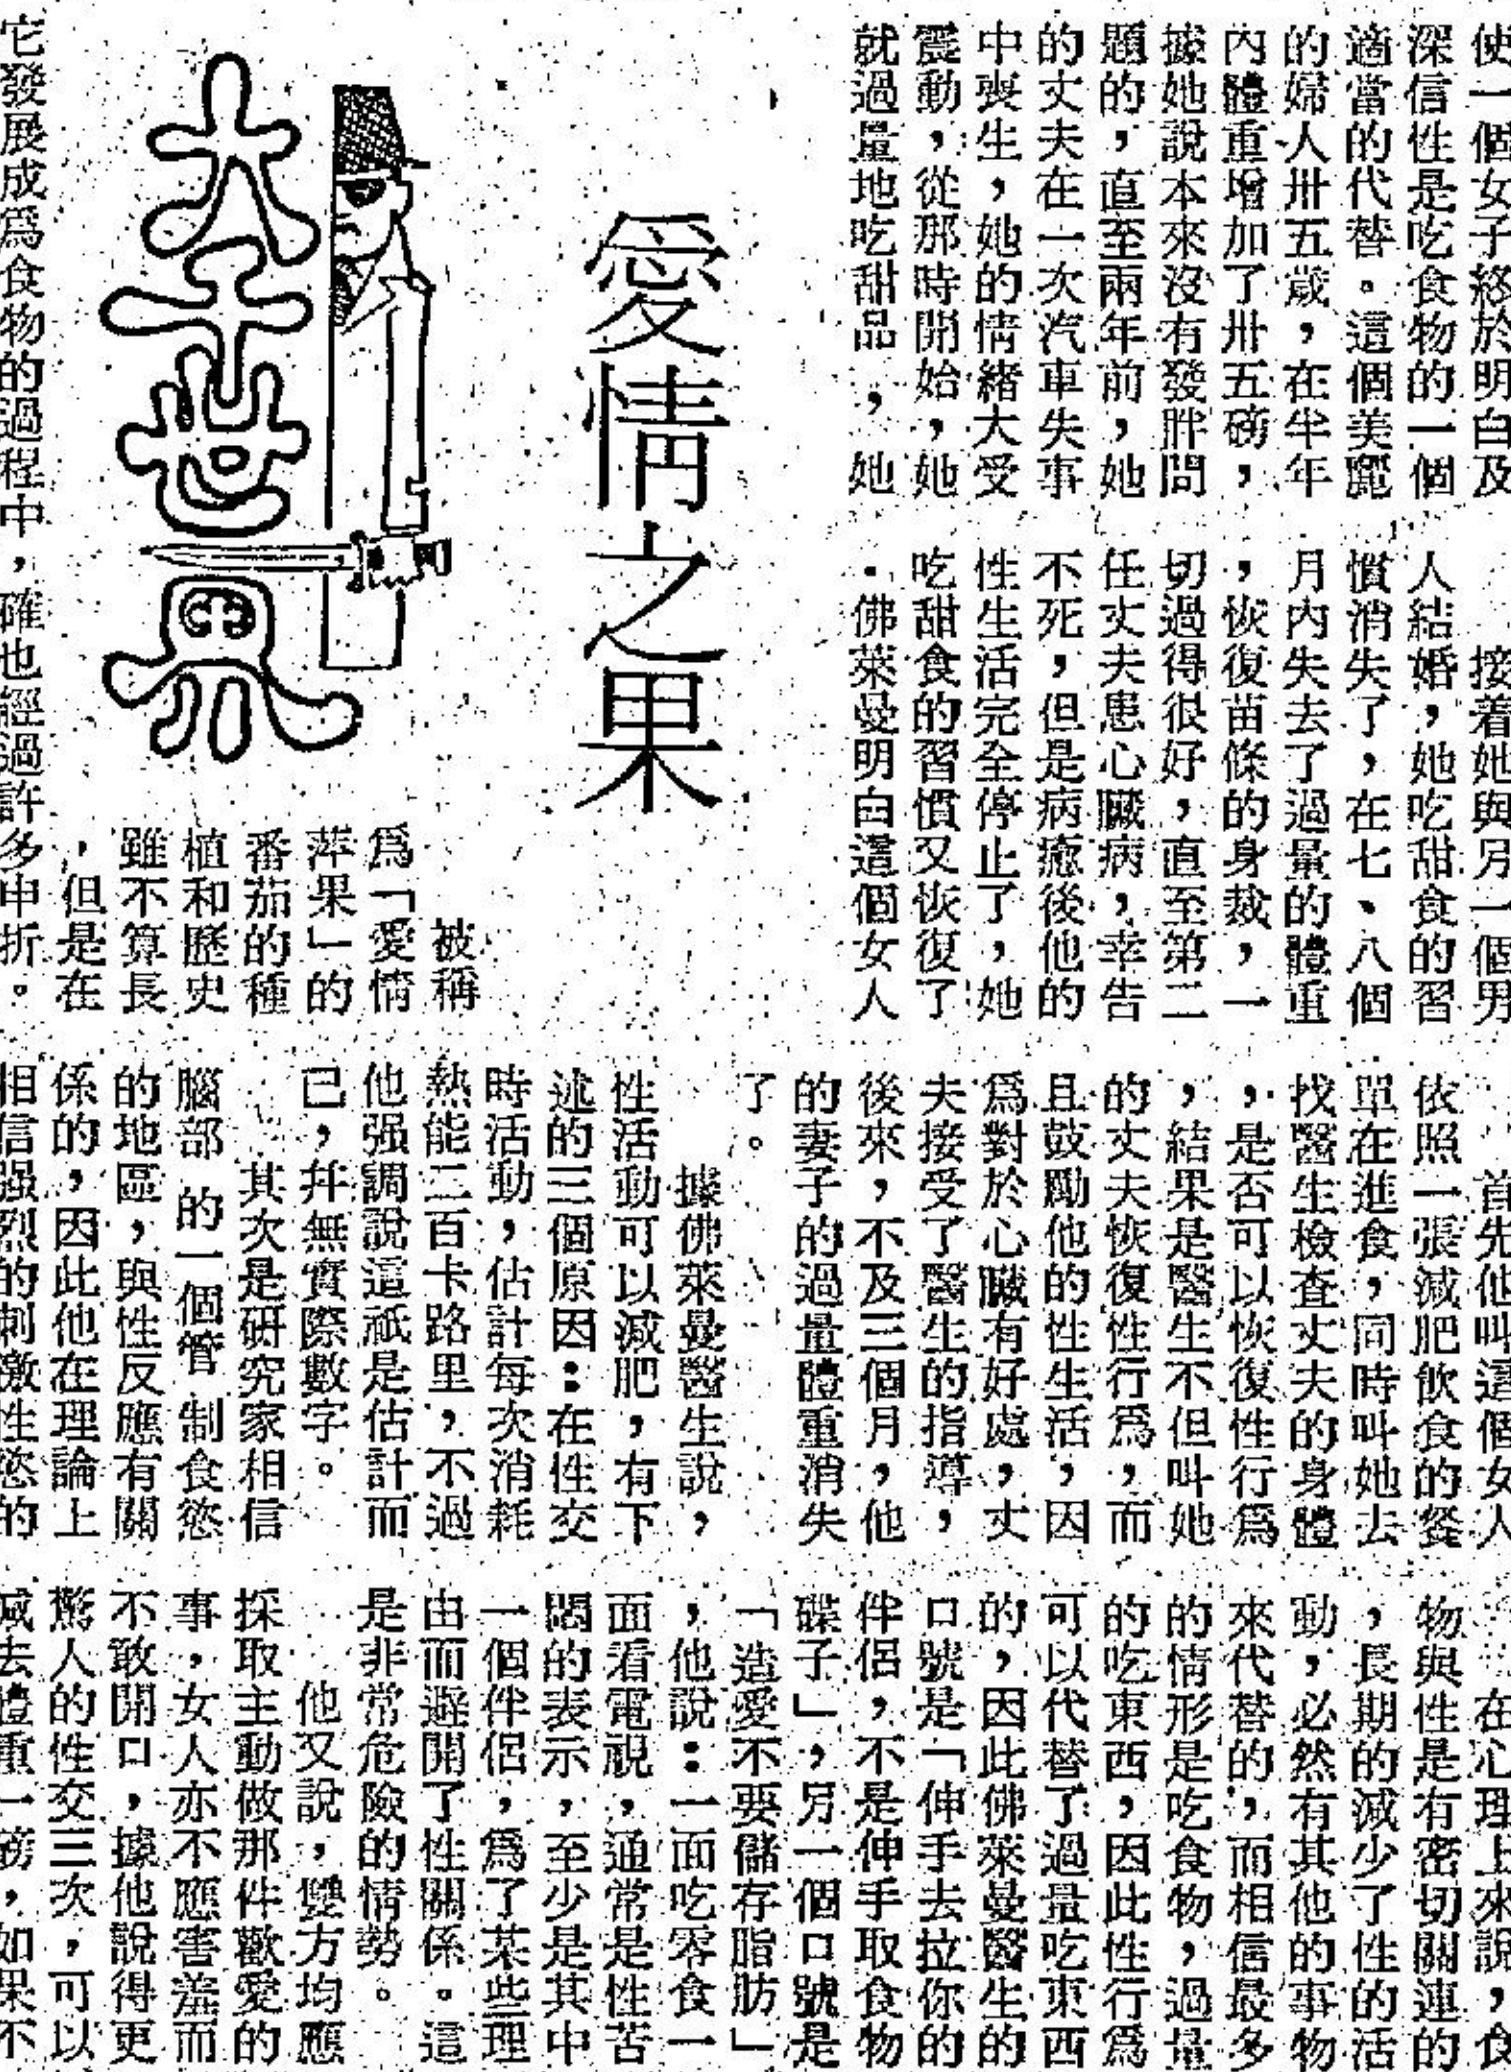 使一個女子終於明白及
深信性是吃食物的一個
適當的代替。這個美麗
的婦人卅五歲，在半年
內體重增加了卅五磅，
據她說本來沒有發胖問
題的，直至兩年前，她
的丈夫在一次汽車失事
中喪生，她的情緒大受
震動，從那時開始，她
就過量地吃甜品，她
接着她與另一個男
人結婚，她吃甜食的習
慣消失了，在七、八個
月內失去了過量的體重
，恢復苗條的身裁，一
切過得很好，直至第二
任丈夫患心臟病，幸告
不死，但是病癒後他的
性生活完全停止了，她
吃甜食的習慣又恢復了
．佛萊曼明白這個女人
首先他叫這個女人
依照一張減肥飲食的餐
單在進食，同時叫她去
找醫生檢查丈夫的身體
，是否可以恢復性行爲
，結果是醫生不但叫她
的丈夫恢復性行爲，而
且鼓勵他的性生活，因
爲對於心臟有好處，丈
夫接受了醫生的指導，
後來，不及三個月，他
的妻子的過量體重消失
了。
據佛萊曼醫生說，
性活動可以減肥，有下
述的三個原因：在性交
時活動，估計每次消耗
熱能二百卡路里，不過
他强調說這祇是估計而
已，幷無實際數字。
其次是研究家相信
腦部的一個管制食慾
的地區，與性反應有關
係的，因此他在理論上
相信强烈的刺激性慾的
在心理上來說，食
物與性是有密切關連的
，長期的減少了性的活
動，必然有其他的事物
來代替的，而相信最多
的情形是吃食物，過量
的吃東西，因此性行爲
可以代替了過量吃東西
的，因此佛萊曼醫生的
口號是「伸手去拉你的
伴侶，不是伸手取食物
碟子」，另一個口號是
「造愛不要儲存脂肪」
，他說：一面吃零食一
面看電視，通常是性苦
悶的表示，至少是其中
一個伴侶，爲了某些理
由而避開了性關係。這
是非常危險的情勢。
他又說，雙方均應
採取主動做那件歡愛的
事，女人亦不應害羞而
不敢開口，據他說得更
驚人的性交三次，可以
減去體重一磅，如果不
愛情之果
大千世界
被稱
爲「愛情
苹果」的
番茄的種
植和歷史
雖不算長
，但是在
它發展成爲食物的過程中，確也經過許多申折。